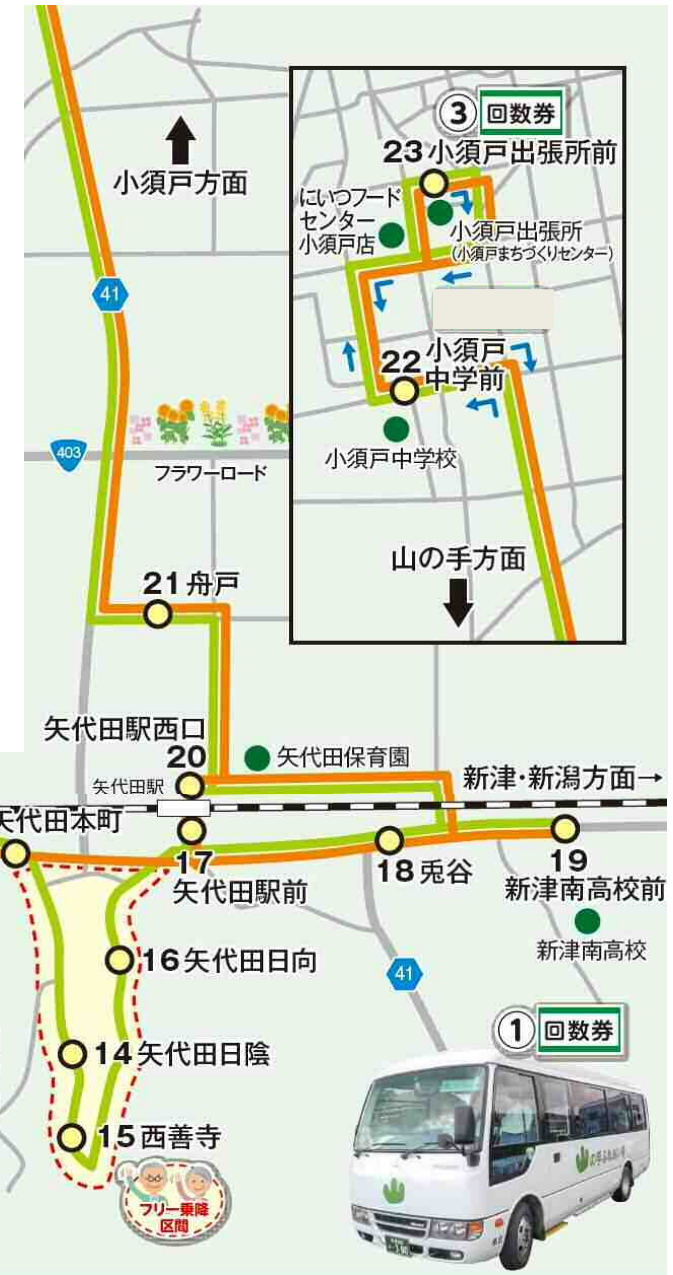 小須戸方面
41
403
フラワーロード
③ 回数券
23 小須戸出張所前
にいつフード
センター
小須戸店
小須戸出張所
(小須戸まちづくりセンター)
22 小須戸
中学前
小須戸中学校
山の手方面
21 舟戸
矢代田駅西口
20
矢代田駅
矢代田保育園
新津・新潟方面→
矢代田本町
17
矢代田駅前
18 兎谷
19
新津南高校前
新津南高校
16 矢代田日向
41
14 矢代田日陰
15 西善寺
フリー乗降
区間
① 回数券